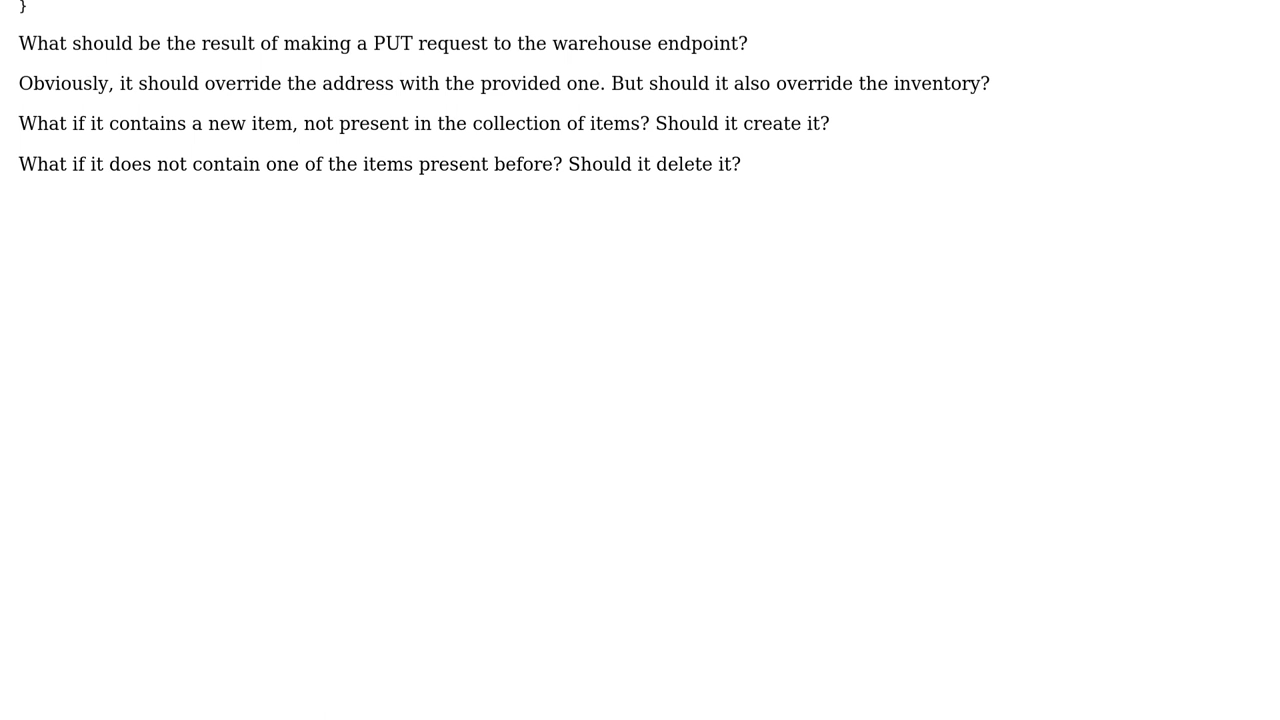 }
What should be the result of making a PUT request to the warehouse endpoint?
Obviously, it should override the address with the provided one. But should it also override the inventory?
What if it contains a new item, not present in the collection of items? Should it create it?
What if it does not contain one of the items present before? Should it delete it?